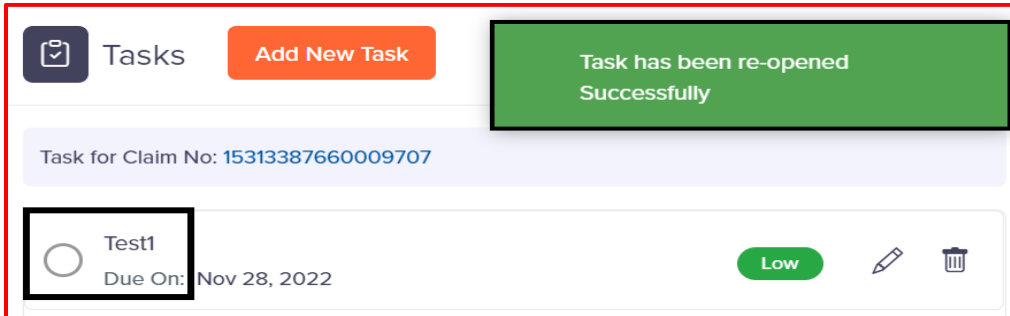 Tasks
Add New Task
Task has been re-opened
Successfully
Task for Claim No: 15313387660009707
Test1
Due On: Nov 28, 2022
Low